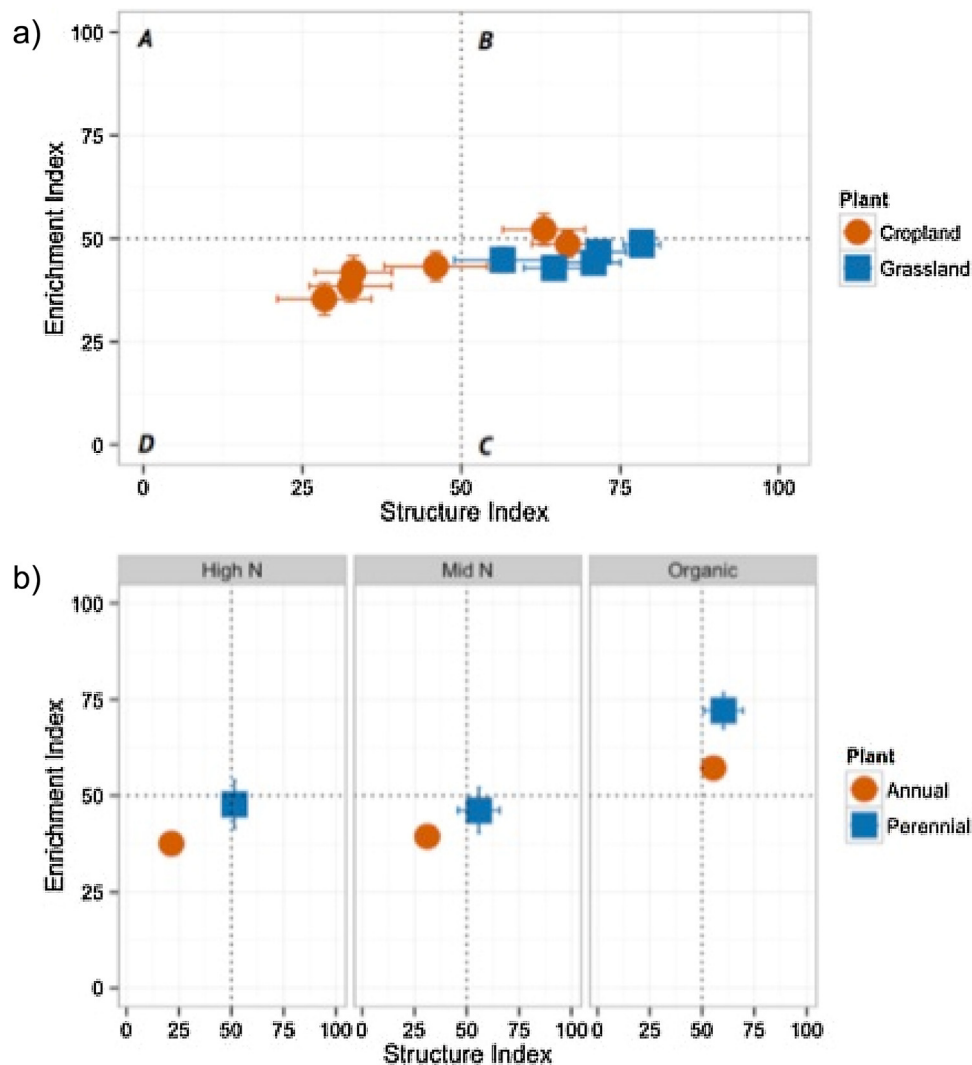 a)
100
75
50
25
0
Enrichment Index
A
B
D
C
0 25 50 75 100
Structure Index
Plant
Cropland
Grassland
b)
High N Mid N Organic
100
75
50
25
0
Enrichment Index
0 25 50 75 100 0 25 50 75 100 0 25 50 75 100
Structure Index
Plant
Annual
Perennial